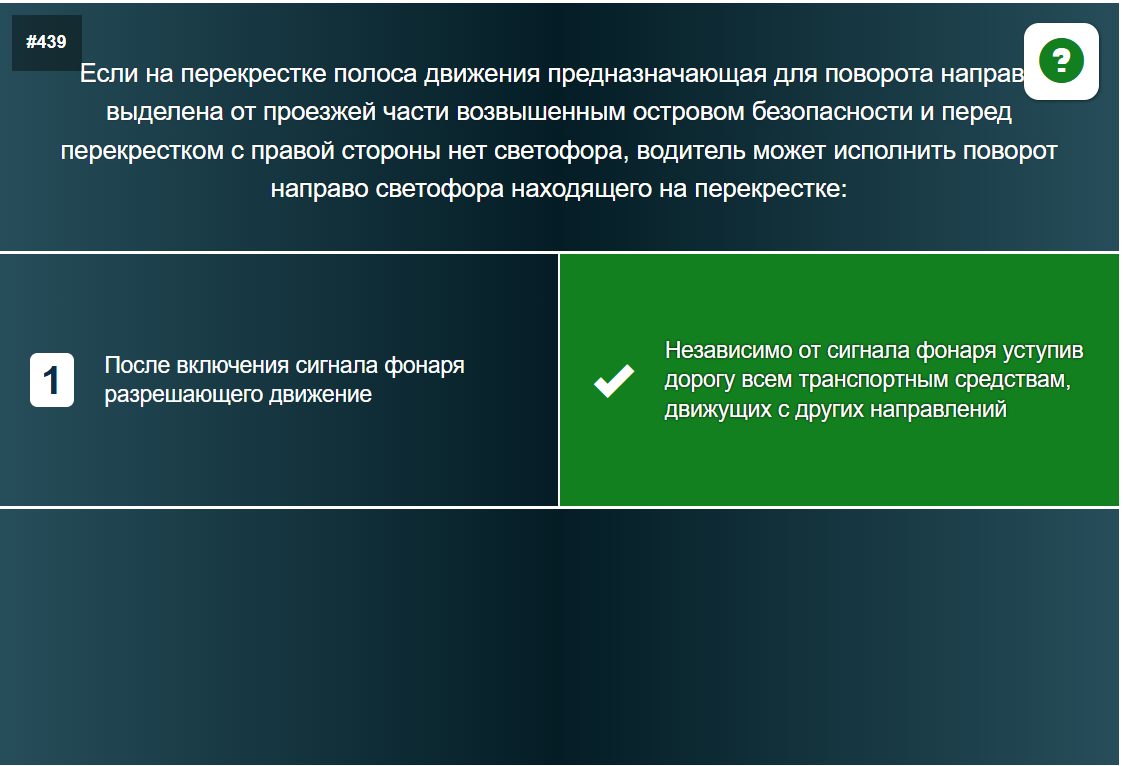 #439
?
Если на перекрестке полоса движения предназначающая для поворота направ
выделена от проезжей части возвышенным островом безопасности и перед
перекрестком с правой стороны нет светофора, водитель может исполнить поворот
направо светофора находящего на перекрестке:
1
После включения сигнала фонаря
разрешающего движение
Независимо от сигнала фонаря уступив
дорогу всем транспортным средствам,
движущих с других направлений